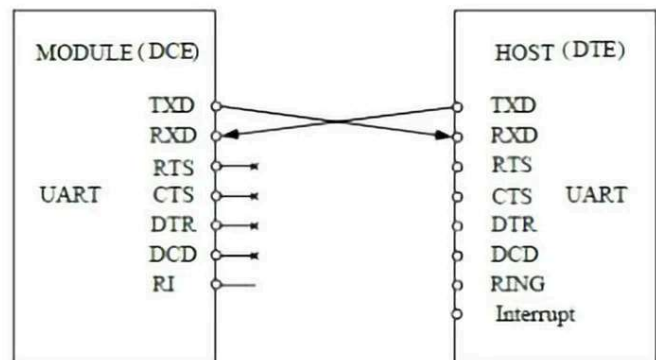 MODULE (DCE)
TXD
RXD
RTS
UART
CTS
DTR
DCD
RI
HOST (DTE)
TXD
RXD
RTS
CTS
UART
DTR
DCD
RING
Interrupt